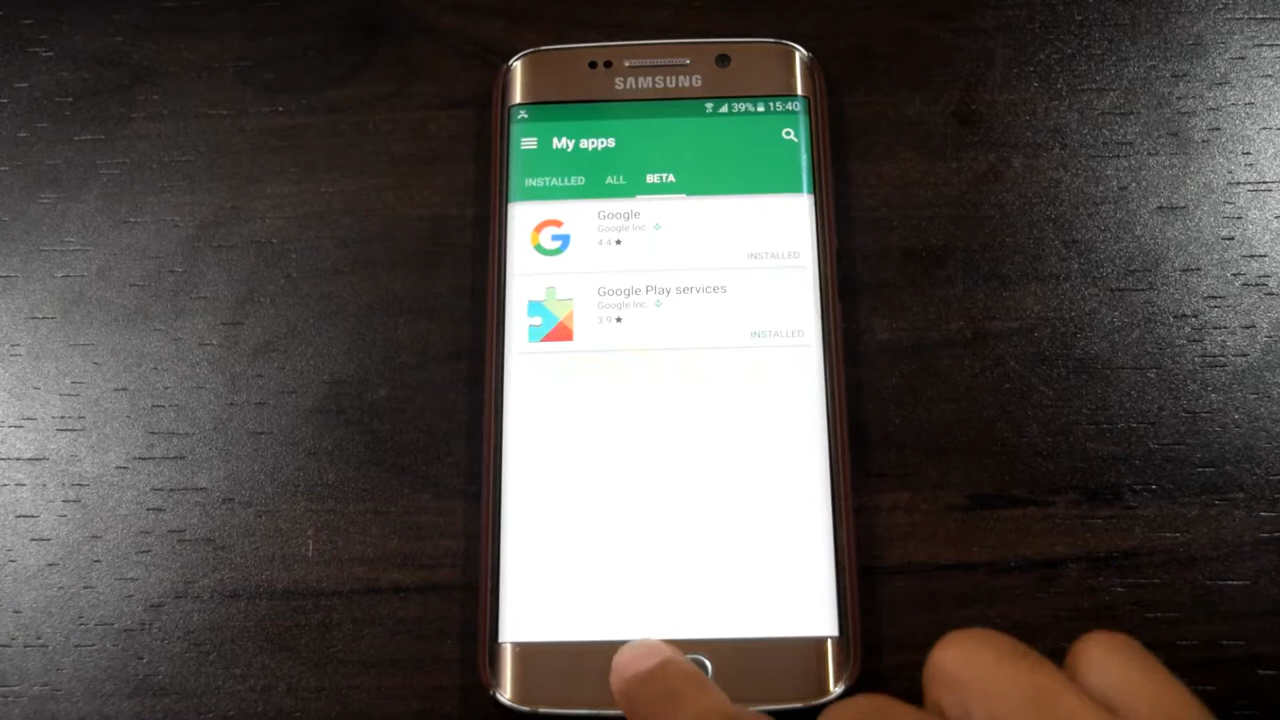 SAMSUNG
39% 15:40
My apps
INSTALLED ALL BETA
Google
Google Inc
4.4★
INSTALLED
Google Play services
Google Inc
3.9★
INSTALLED